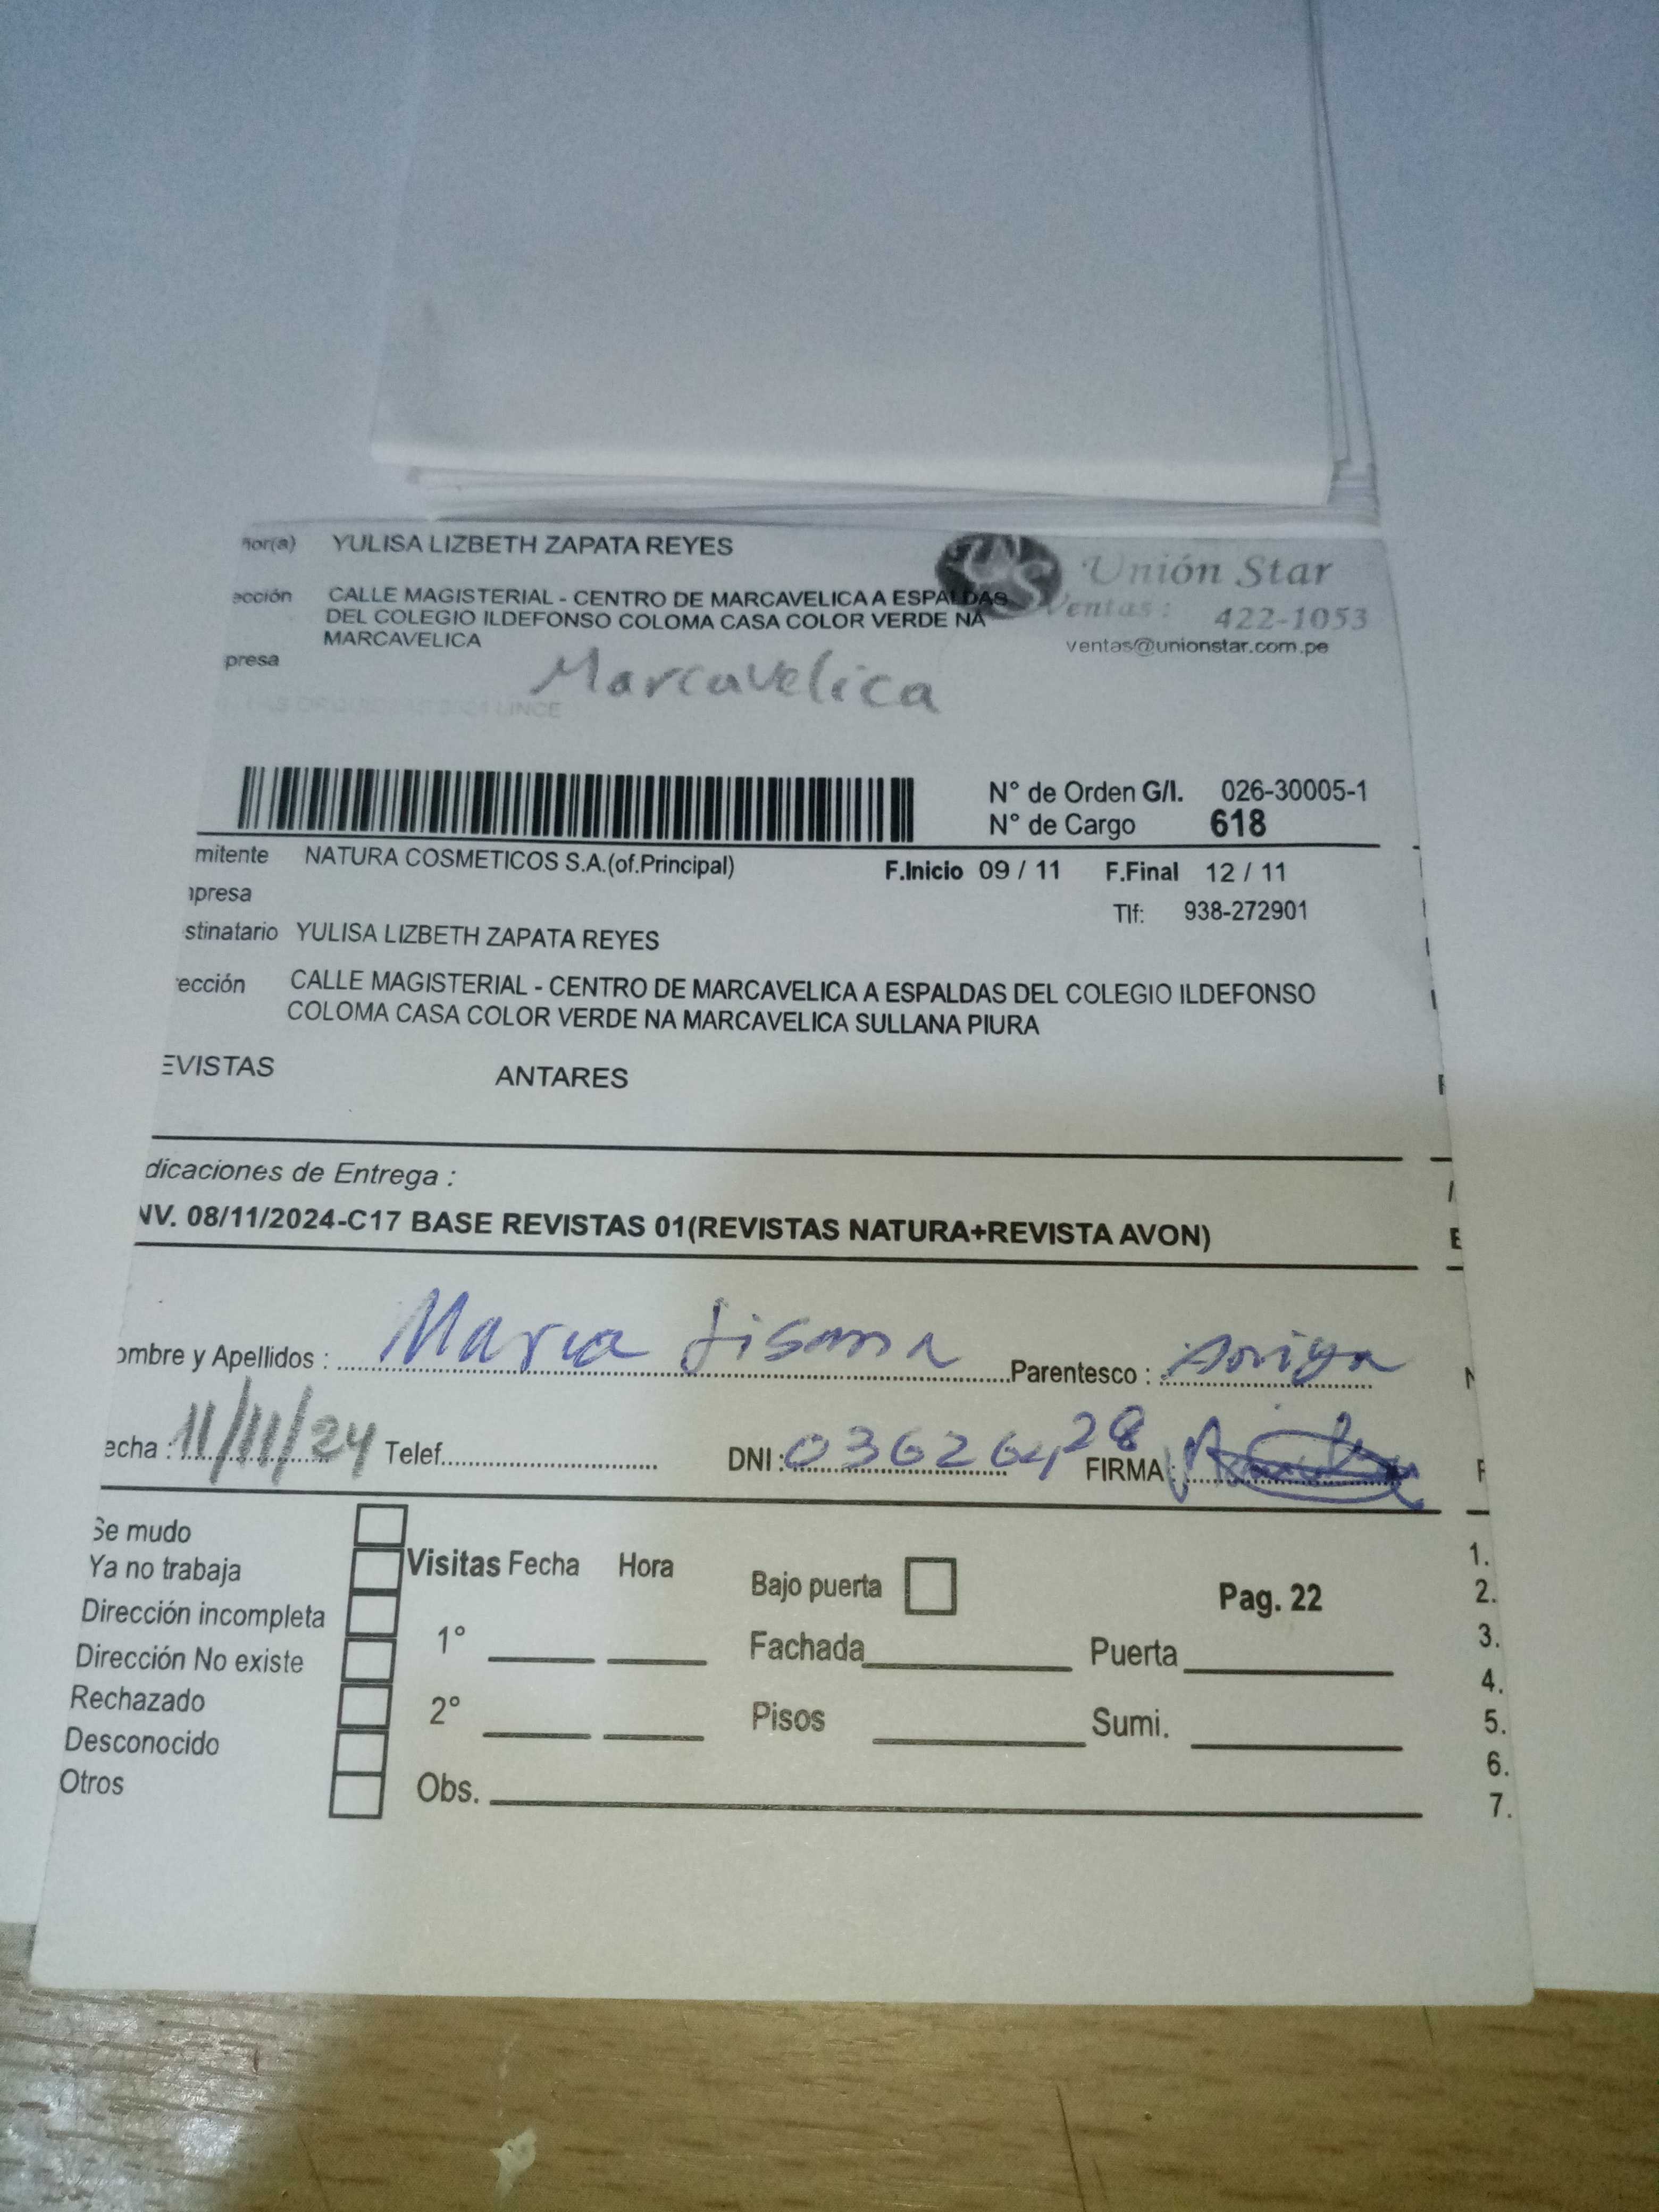 ñor(a) YULISA LIZBETH ZAPATA REYES
Unión Star
ección CALLE MAGISTERIAL - CENTRO DE MARCAVELICA A ESPALDAS
DEL COLEGIO ILDEFONSO COLOMA CASA COLOR VERDE NA
MARCAVELICA
Ventas: 422-1053
ventas@unionstar.com.pe
presa
Marcavelica
N° de Orden G/I. 026-30005-1
N° de Cargo 618
mitente NATURA COSMETICOS S.A.(of.Principal) F.Inicio 09 / 11 F.Final 12 / 11
presa
Tlf: 938-272901
stinatario YULISA LIZBETH ZAPATA REYES
ección CALLE MAGISTERIAL - CENTRO DE MARCAVELICA A ESPALDAS DEL COLEGIO ILDEFONSO
COLOMA CASA COLOR VERDE NA MARCAVELICA SULLANA PIURA
EVISTAS ANTARES
dicaciones de Entrega :
NV. 08/11/2024-C17 BASE REVISTAS 01(REVISTAS NATURA+REVISTA AVON)
ombre y Apellidos : Maria Parentesco :
echa : 11/11/24 Telef. DNI : FIRMA :
Se mudo
Ya no trabaja
Dirección incompleta
Dirección No existe
Rechazado
Desconocido
Otros
Visitas Fecha Hora
1°
2°
Obs.
Bajo puerta
Pag. 22
Fachada Puerta
Pisos Sumi.
1.
2.
3.
4.
5.
6.
7.